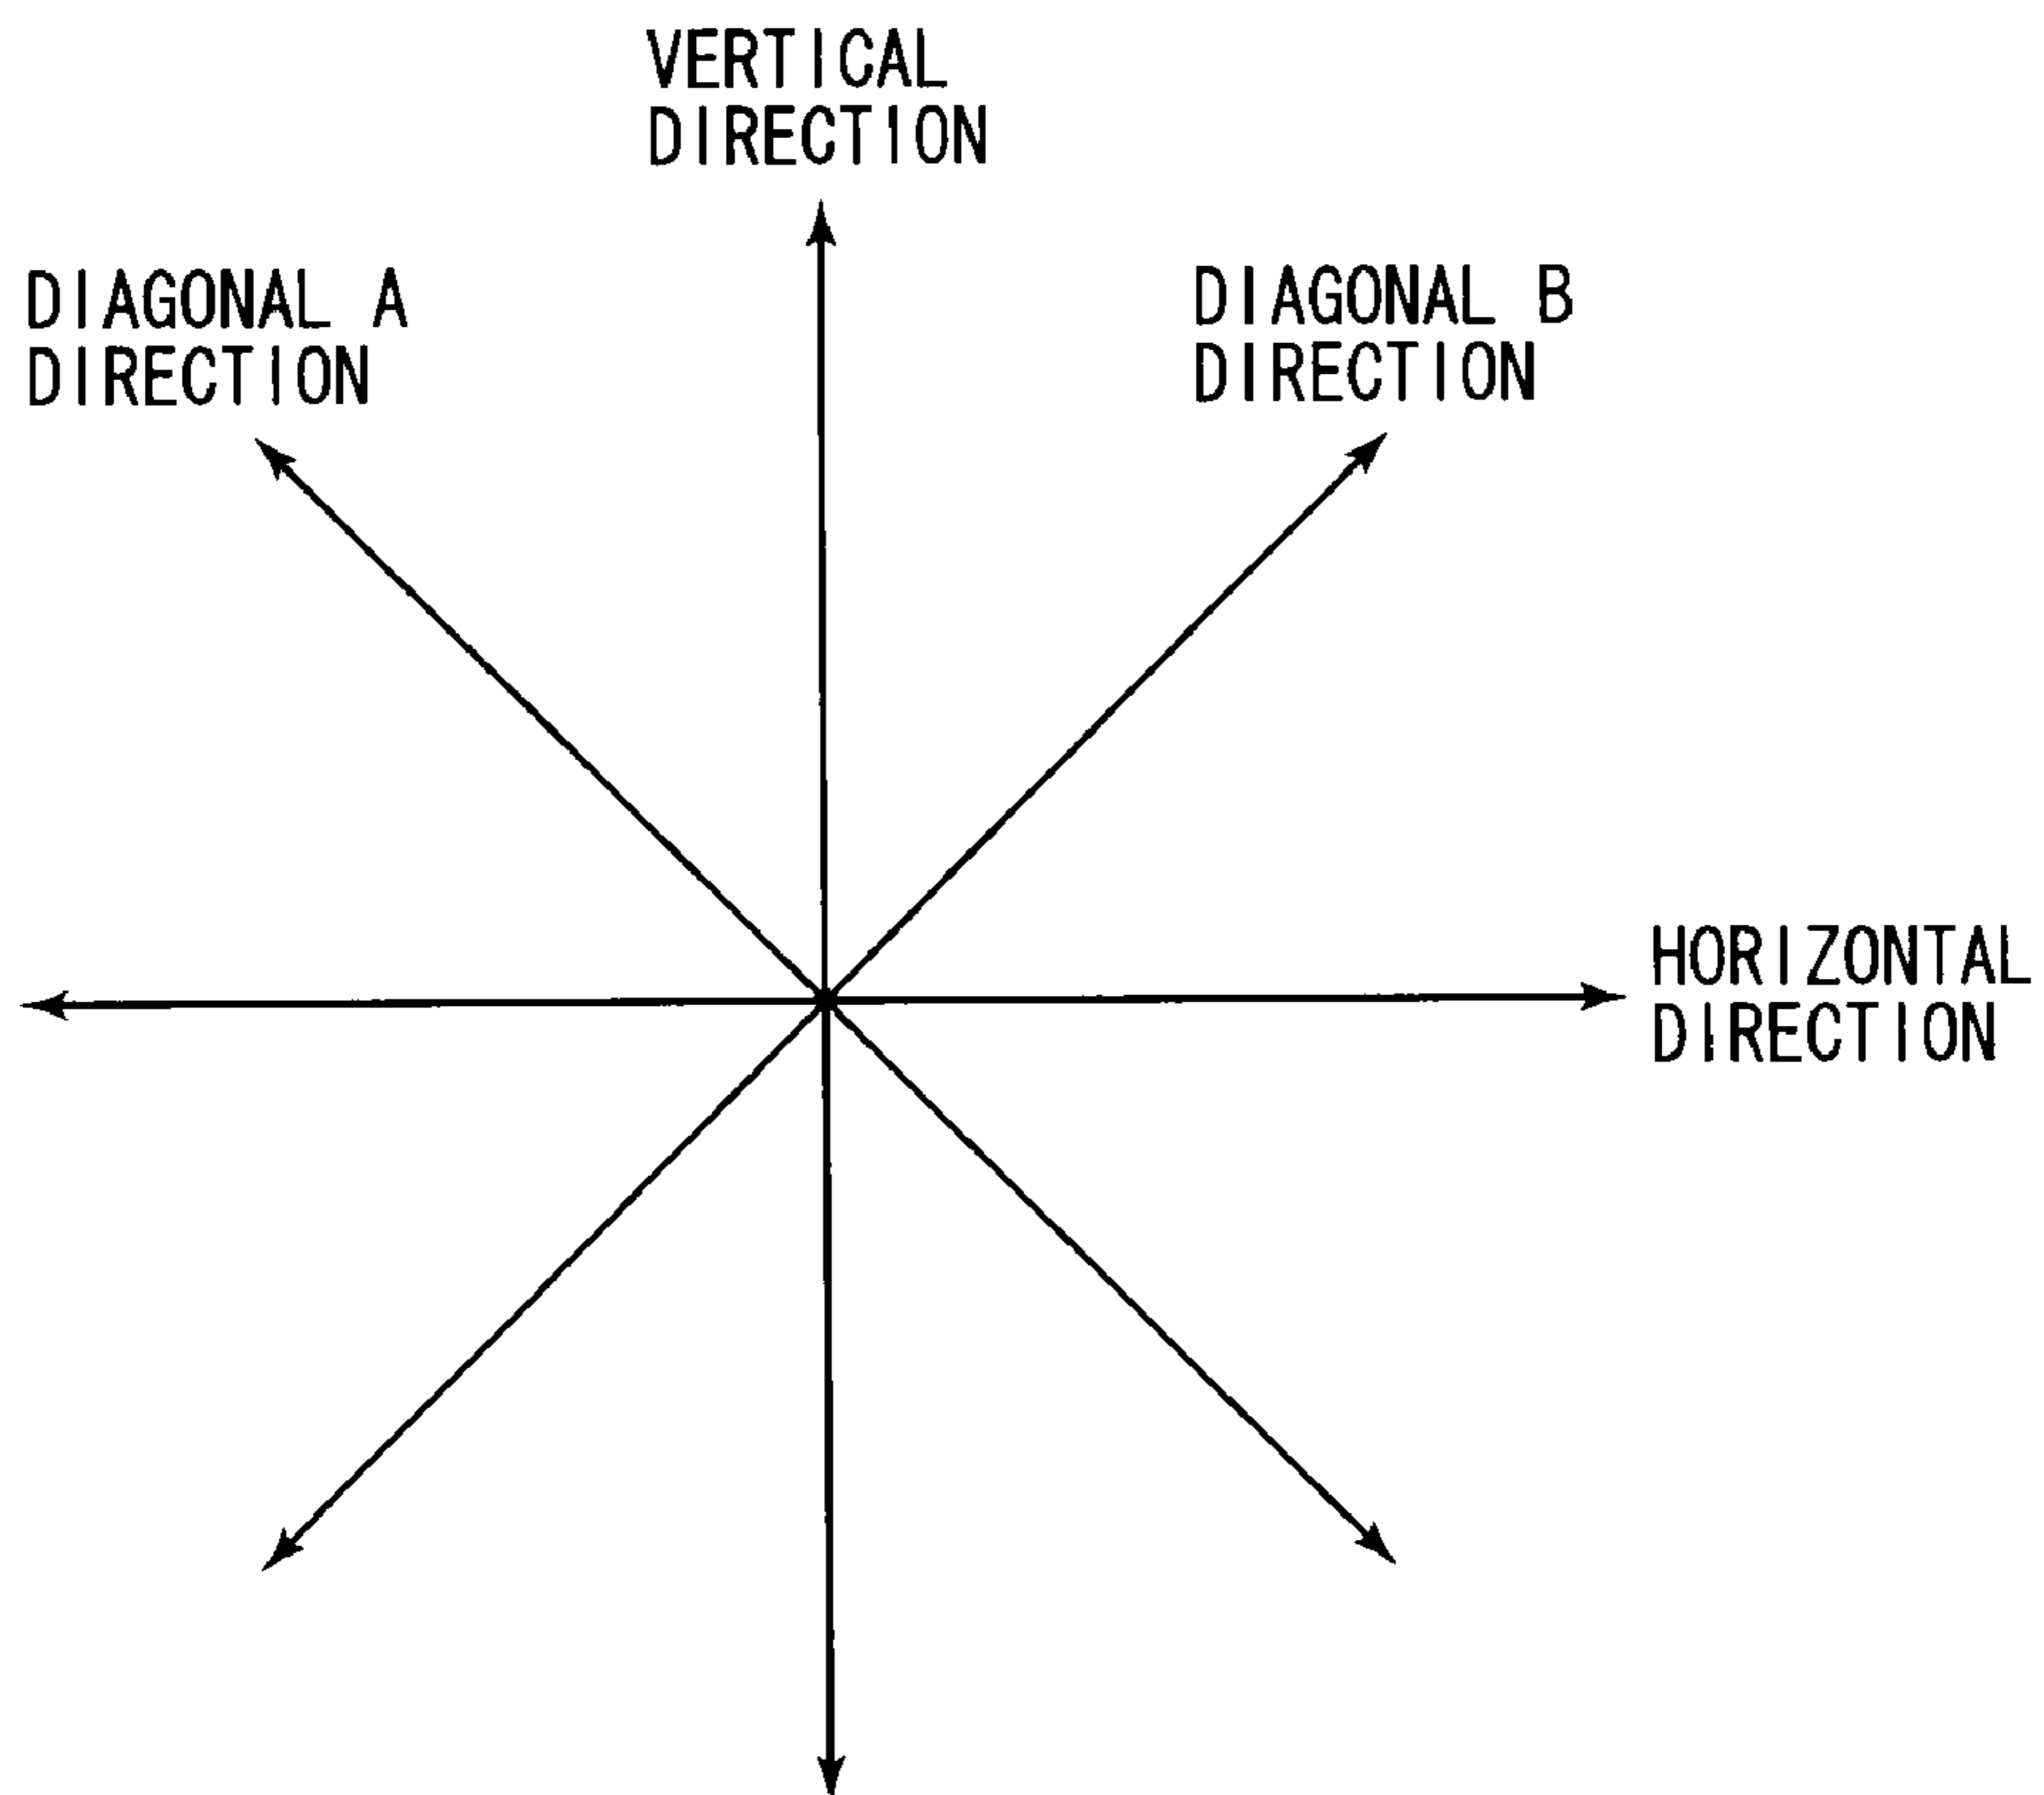 VERTICAL
DIRECTION
DIAGONAL A
DIRECTION
DIAGONAL B
DIRECTION
HORIZONTAL
DIRECTION